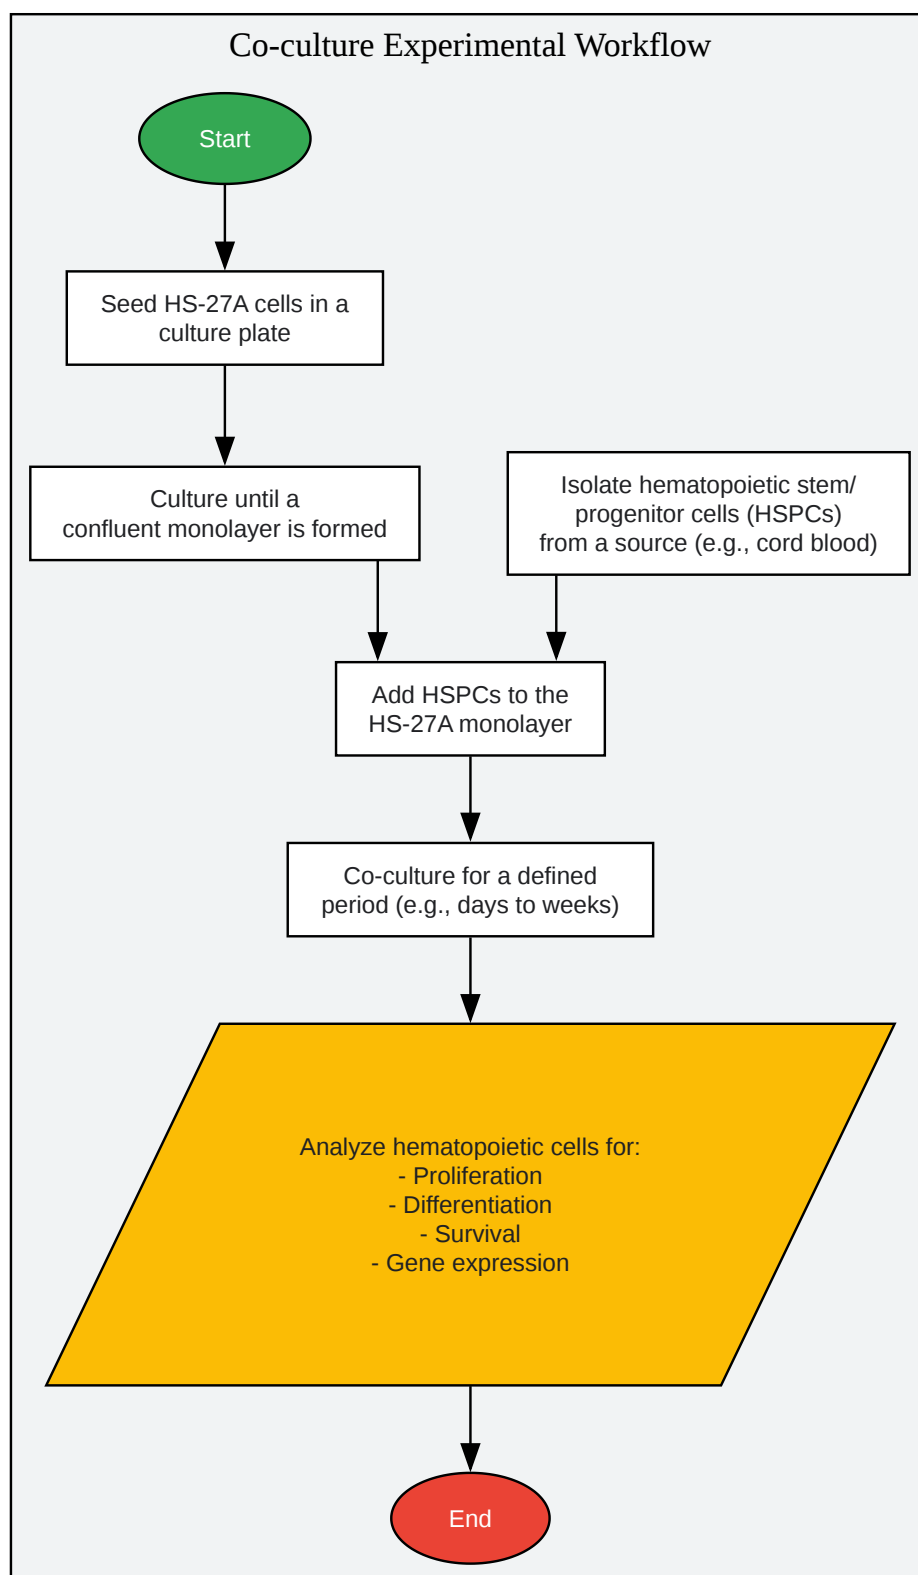 Co-culture Experimental Workflow
Start
Seed HS-27A cells in a
culture plate
Culture until a
confluent monolayer is formed
Isolate hematopoietic stem/
progenitor cells (HSPCs)
from a source (e.g., cord blood)
Add HSPCs to the
HS-27A monolayer
Co-culture for a defined
period (e.g., days to weeks)
Analyze hematopoietic cells for:
- Proliferation
- Differentiation
- Survival
- Gene expression
End